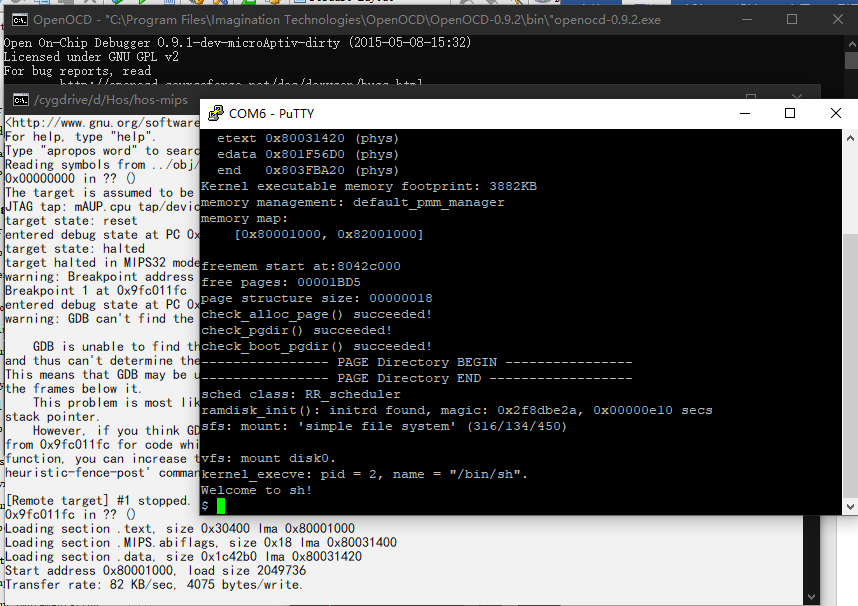 OpenOCD - "C:\Program Files\Imagination Technologies\OpenOCD\OpenOCD-0.9.2\bin\"openocd-0.9.2.exe
Open On-Chip Debugger 0.9.1-dev-microAptiv-dirty (2015-05-08-15:32)
Licensed under GNU GPL v2
For bug reports, read
http://openocd.sourceforge.net/doc/doxygen/bugs.html
/cygdrive/d/Hos/hos-mips
<http://www.gnu.org/software
For help, type "help".
Type "apropos word" to sear
Reading symbols from ../obj/
0x00000000 in ?? ()
The target is assumed to be
JTAG tap: mAUP.cpu tap/devic
target state: reset
entered debug state at PC 0x
target state: halted
target halted in MIPS32 mode
warning: Breakpoint address
Breakpoint 1 at 0x9fc011fc
entered debug state at PC 0x
warning: GDB can't find the
GDB is unable to find th
and thus can't determine the
This means that GDB may be u
the frames below it.
This problem is most lik
stack pointer.
However, if you think GD
from 0x9fc011fc for code whi
function, you can increase t
heuristic-fence-post' comman
[Remote target] #1 stopped.
0x9fc011fc in ?? ()
Loading section .text, size 0x30400 lma 0x80001000
Loading section .MIPS.abiflags, size 0x18 lma 0x80031400
Loading section .data, size 0x1c42b0 lma 0x80031420
Start address 0x80001000, load size 2049736
Transfer rate: 82 KB/sec, 4075 bytes/write.
COM6 - PuTTY
etext 0x80031420 (phys)
edata 0x801F56D0 (phys)
end 0x803FBA20 (phys)
Kernel executable memory footprint: 3882KB
memory management: default_pmm_manager
memory map:
[0x80001000, 0x82001000]
freemem start at:8042c000
free pages: 00001BD5
page structure size: 00000018
check_alloc_page() succeeded!
check_pgdir() succeeded!
check_boot_pgdir() succeeded!
---------------- PAGE Directory BEGIN ----------------
---------------- PAGE Directory END ------------------
sched class: RR_scheduler
ramdisk_init(): initrd found, magic: 0x2f8dbe2a, 0x00000e10 secs
sfs: mount: 'simple file system' (316/134/450)
vfs: mount disk0.
kernel_execve: pid = 2, name = "/bin/sh".
Welcome to sh!
$